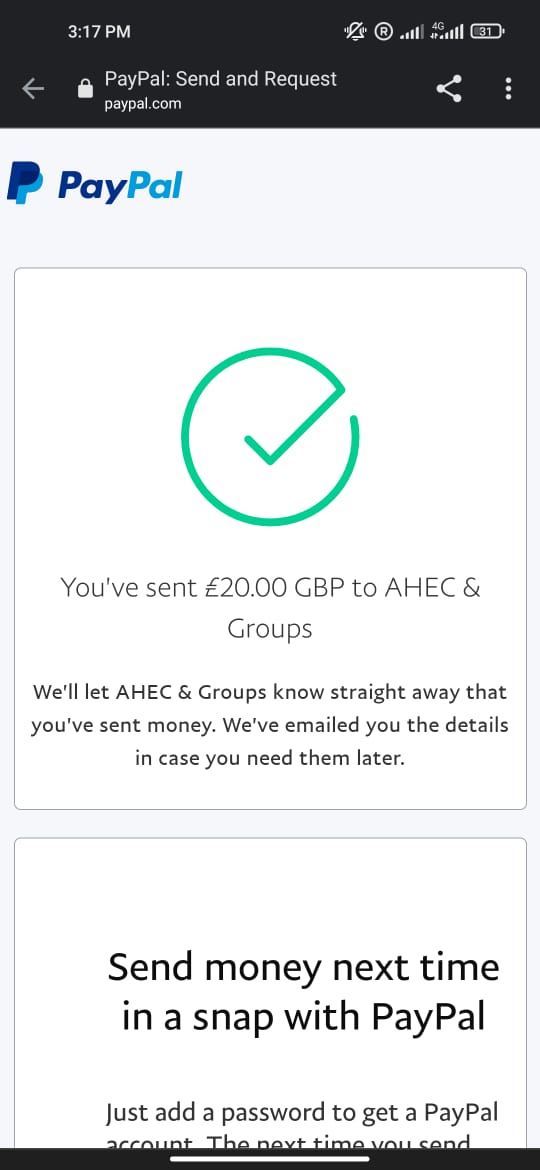 3:17 PM
R
4G
31
PayPal: Send and Request
paypal.com
PayPal
You've sent £20.00 GBP to AHEC &
Groups
We'll let AHEC & Groups know straight away that
you've sent money. We've emailed you the details
in case you need them later.
Send money next time
in a snap with PayPal
Just add a password to get a PayPal
account. The next time you send